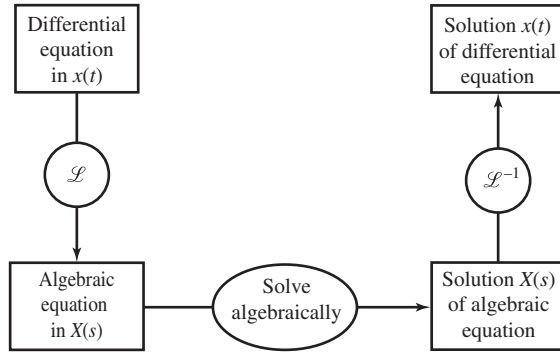 Differential
equation
in x(t)
ℒ
Algebraic
equation
in X(s)
Solve
algebraically
Solution X(s)
of algebraic
equation
ℒ⁻¹
Solution x(t)
of differential
equation